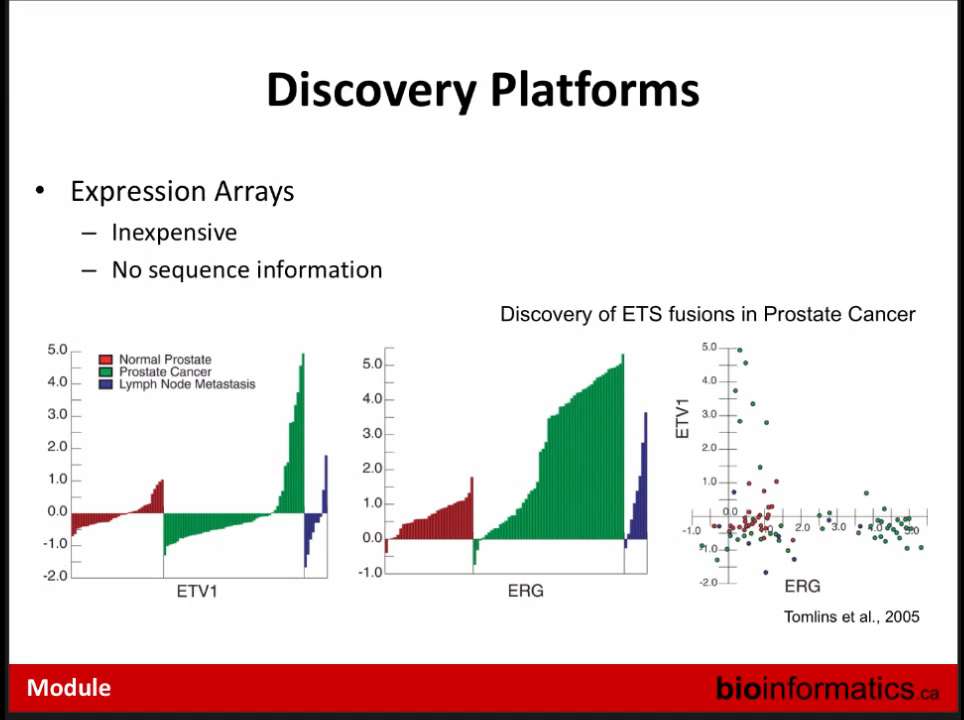 Discovery Platforms
• Expression Arrays
– Inexpensive
– No sequence information
Discovery of ETS fusions in Prostate Cancer
5.0
4.0
3.0
2.0
1.0
0.0
-1.0
-2.0
Normal Prostate
Prostate Cancer
Lymph Node Metastasis
ETV1
5.0
4.0
3.0
2.0
1.0
0.0
-1.0
ERG
ETV1
5.0
4.0
3.0
2.0
1.0
0.0
-1.0
-2.0
-1.0 2.0 3.0 4.0 5.0
ERG
Tomlins et al., 2005
Module
bioinformatics.ca